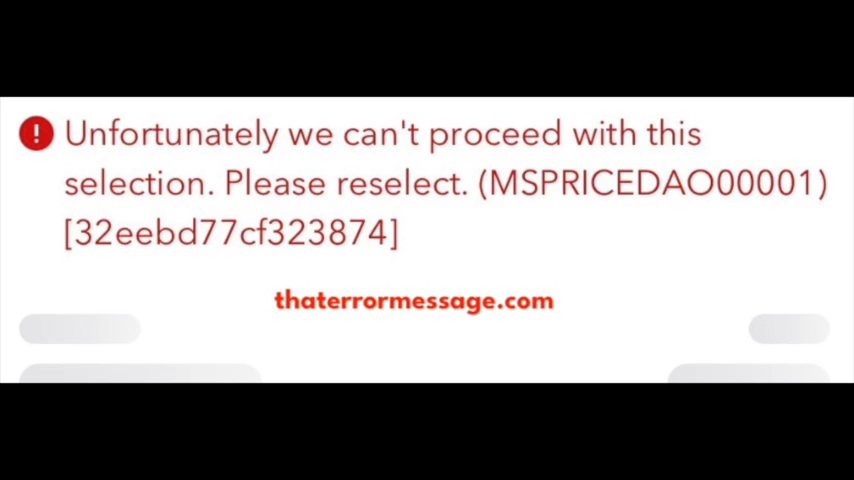 Unfortunately we can't proceed with this
selection. Please reselect. (MSPRICEDAO00001)
[32eebd77cf323874]
thaterrormessage.com